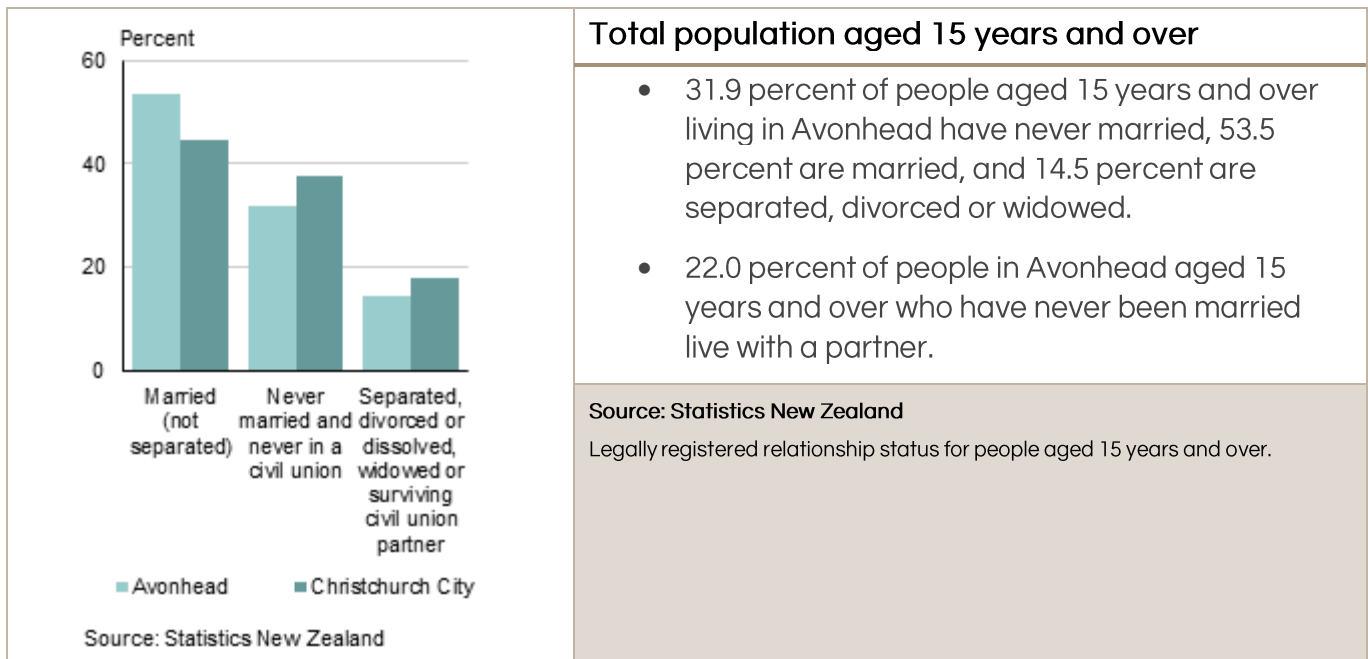 Percent
60
40
20
0
Married
(not
separated)
Never
married and
never in a
civil union
Separated,
divorced or
dissolved,
widowed or
surviving
civil union
partner
Avonhead
Christchurch City
Source: Statistics New Zealand
Total population aged 15 years and over
• 31.9 percent of people aged 15 years and over
living in Avonhead have never married, 53.5
percent are married, and 14.5 percent are
separated, divorced or widowed.
• 22.0 percent of people in Avonhead aged 15
years and over who have never been married
live with a partner.
Source: Statistics New Zealand
Legally registered relationship status for people aged 15 years and over.